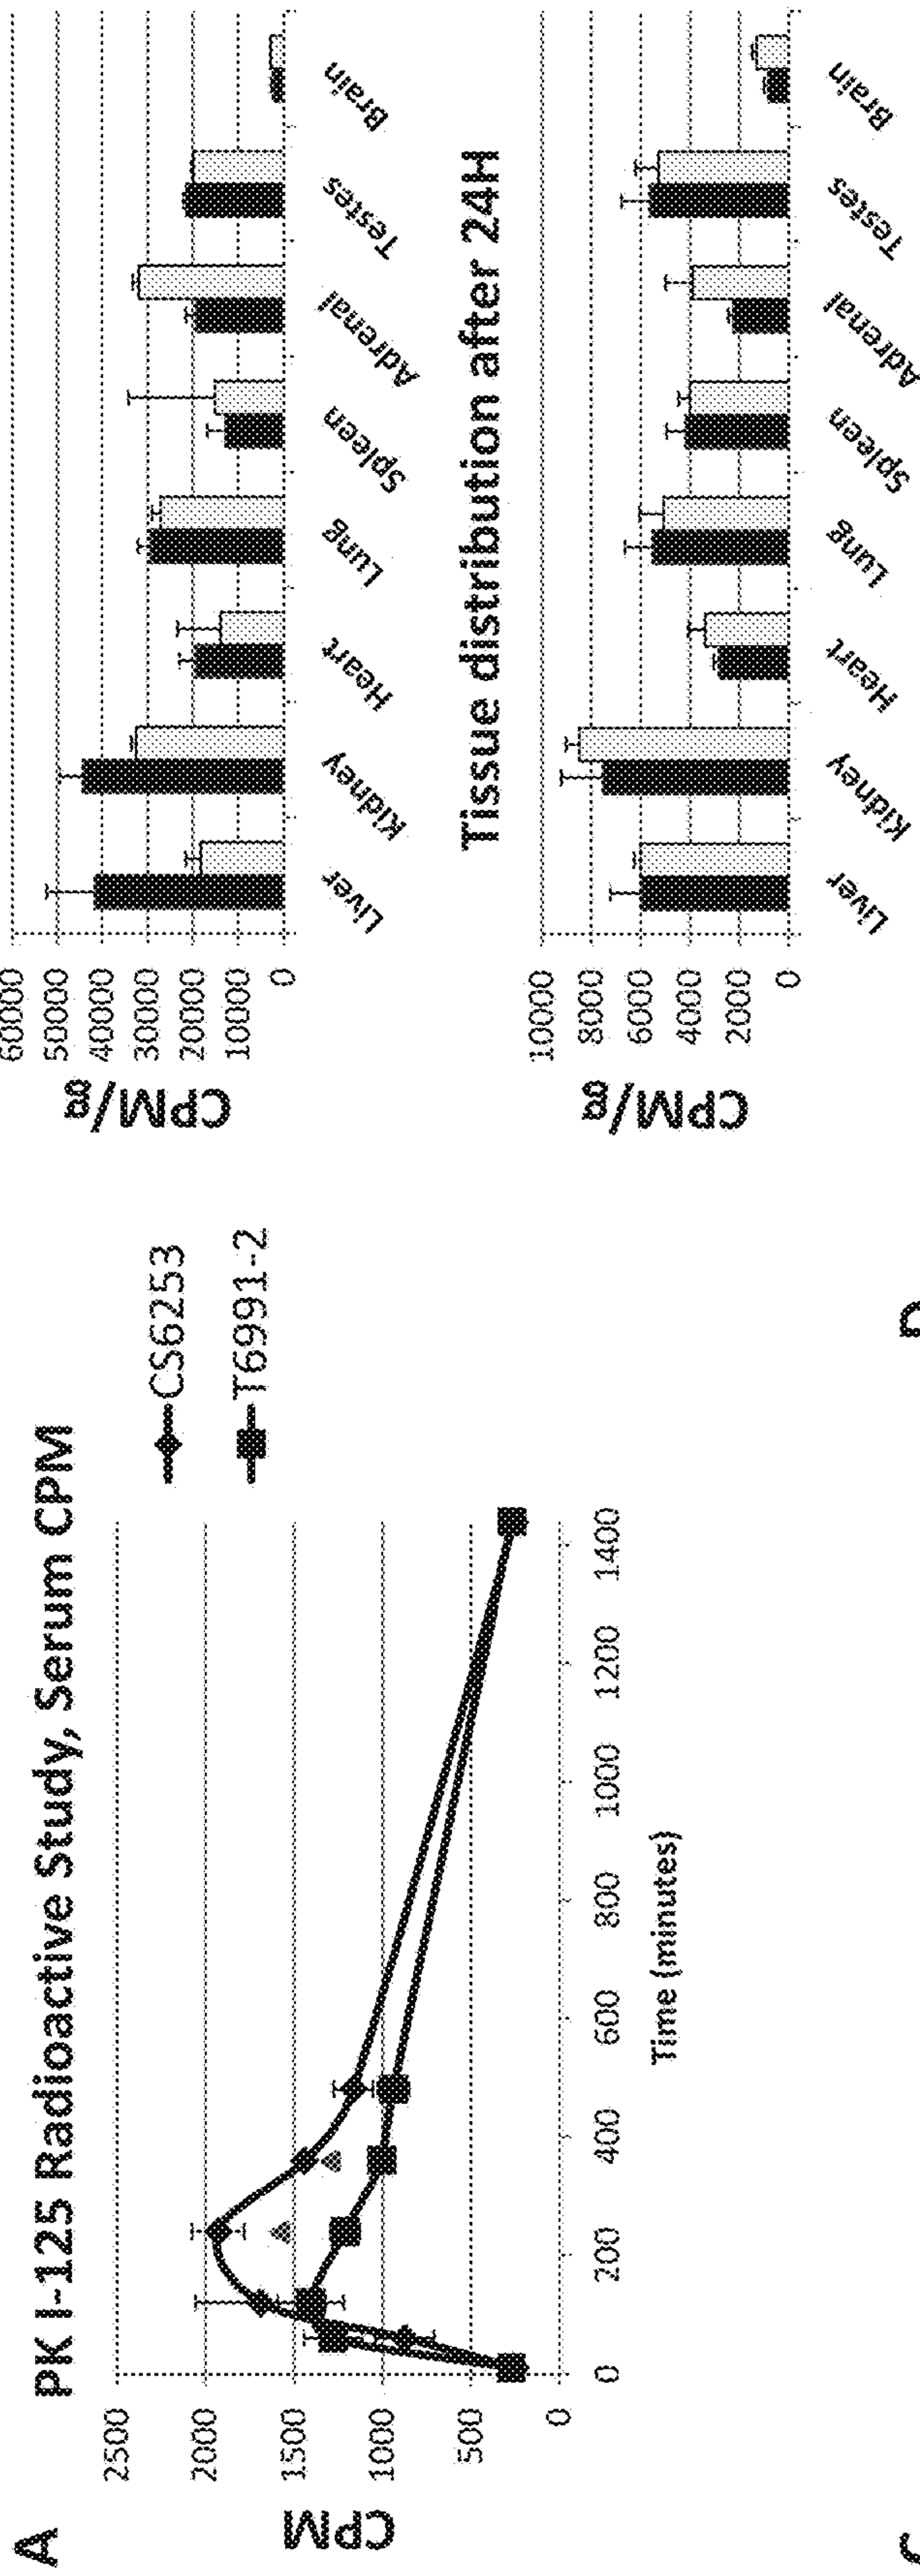 A
PK I-125 Radioactive Study, Serum CPM
2500
2000
1500
1000
500
0
CPM
0 200 400 600 800 1000 1200 1400
Time (minutes)
CS6253
T6991-2
60000
50000
40000
30000
20000
10000
0
CPM/gg
Liver Kidney Heart Lung Spleen Adrenal Testes Brain
Tissue distribution after 24H
10000
8000
6000
4000
2000
0
CPM/gg
Liver Kidney Heart Lung Spleen Adrenal Testes Brain